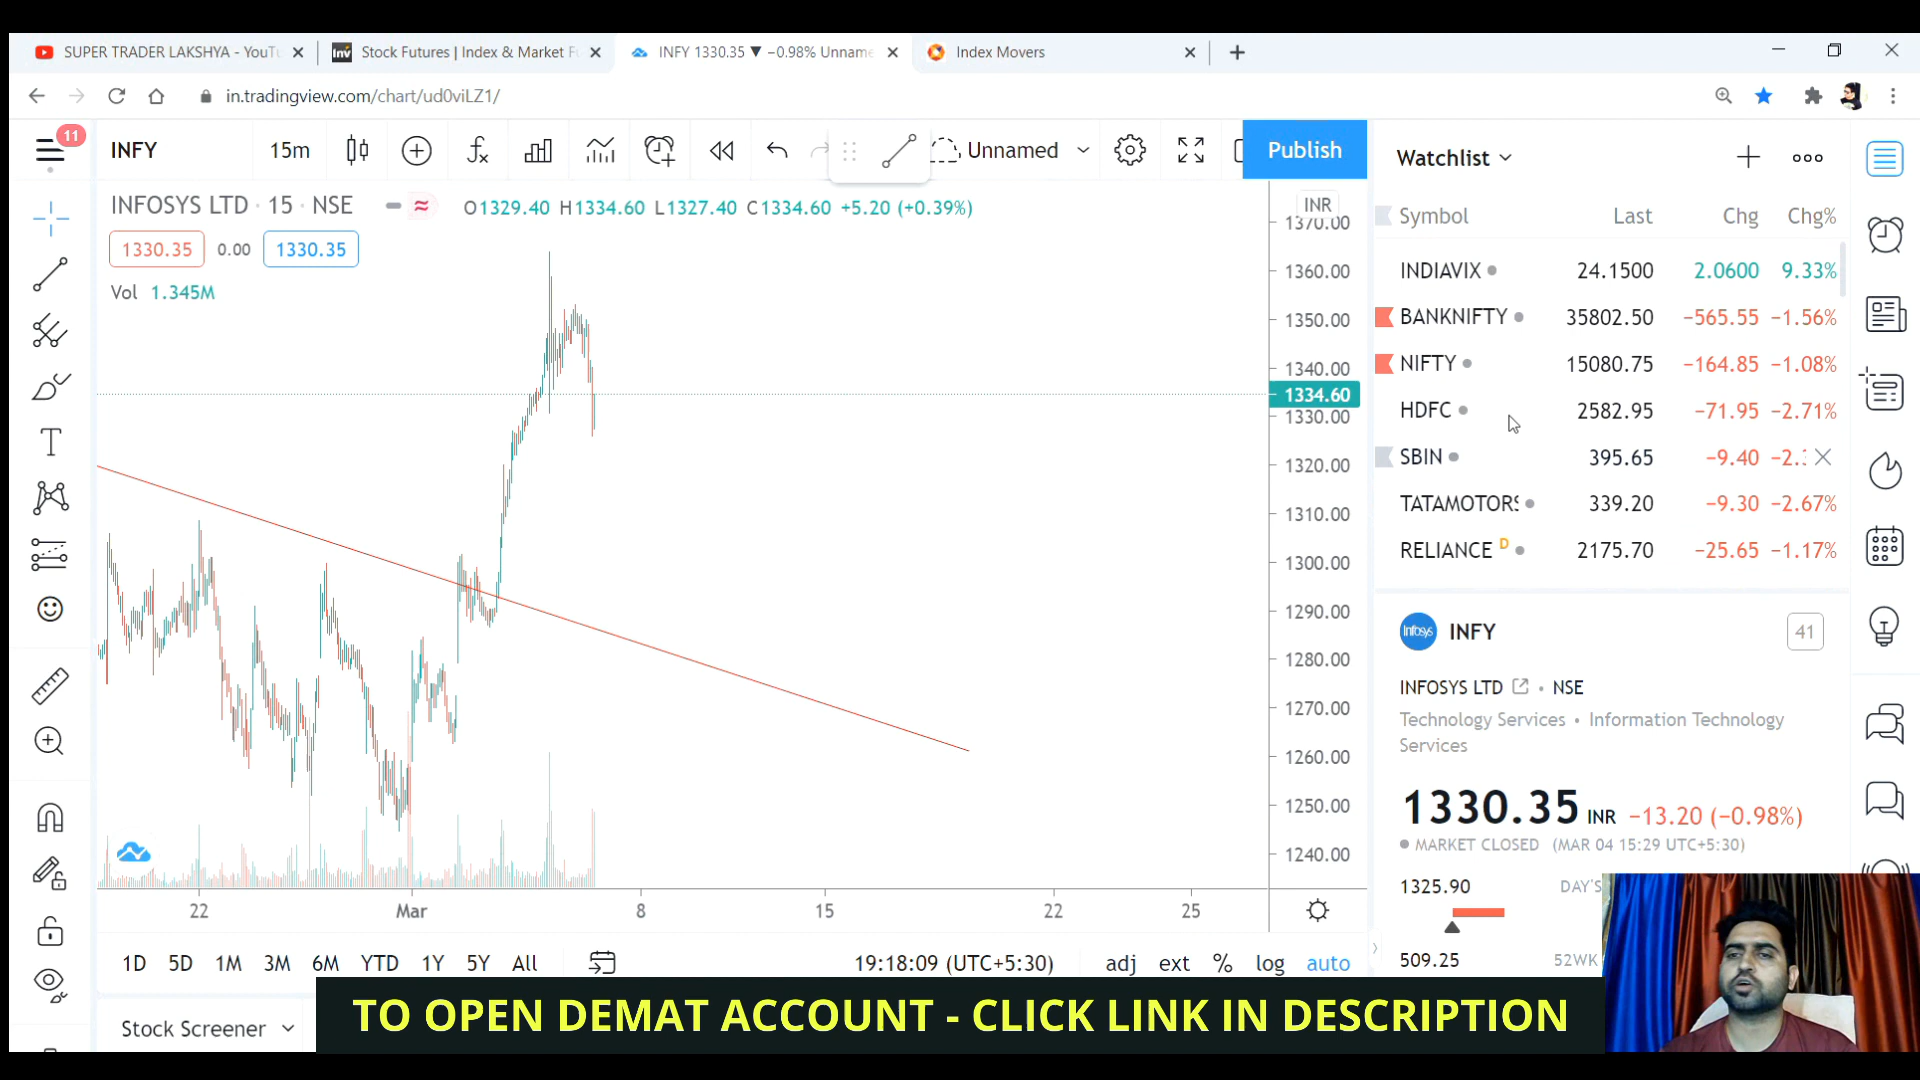 SUPER TRADER LAKSHYA - YouTu
Inv Stock Futures | Index & Market F
INFY 1330.35 ▼ −0.98% Unname
Index Movers
in.tradingview.com/chart/ud0viLZ1/
11
INFY 15m
Unnamed
Publish
Watchlist
INFOSYS LTD · 15 · NSE
O1329.40 H1334.60 L1327.40 C1334.60 +5.20 (+0.39%)
1330.35 0.00 1330.35
Vol 1.345M
INR
1370.00
1360.00
1350.00
1340.00
1334.60
1330.00
1320.00
1310.00
1300.00
1290.00
1280.00
1270.00
1260.00
1250.00
1240.00
22 Mar 8 15 22 25
Symbol Last Chg Chg%
INDIAVIX 24.1500 2.0600 9.33%
BANKNIFTY 35802.50 −565.55 −1.56%
NIFTY 15080.75 −164.85 −1.08%
HDFC 2582.95 −71.95 −2.71%
SBIN 395.65 −9.40 −2.
TATAMOTORS 339.20 −9.30 −2.67%
RELIANCE D 2175.70 −25.65 −1.17%
Infosys INFY 41
INFOSYS LTD • NSE
Technology Services • Information Technology
Services
1330.35 INR −13.20 (−0.98%)
MARKET CLOSED (MAR 04 15:29 UTC+5:30)
1325.90 DAY'S
509.25 52WK
1D 5D 1M 3M 6M YTD 1Y 5Y All
19:18:09 (UTC+5:30) adj ext % log auto
Stock Screener
TO OPEN DEMAT ACCOUNT - CLICK LINK IN DESCRIPTION